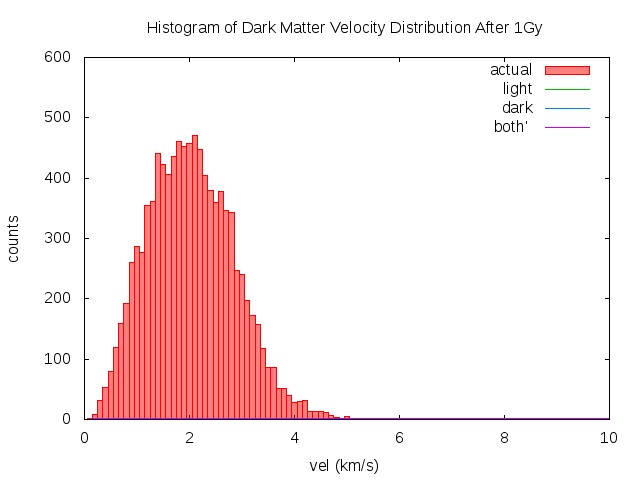 Histogram of Dark Matter Velocity Distribution After 1Gy
600
500
400
300
200
100
0
counts
actual
light
dark
both'
0 2 4 6 8 10
vel (km/s)